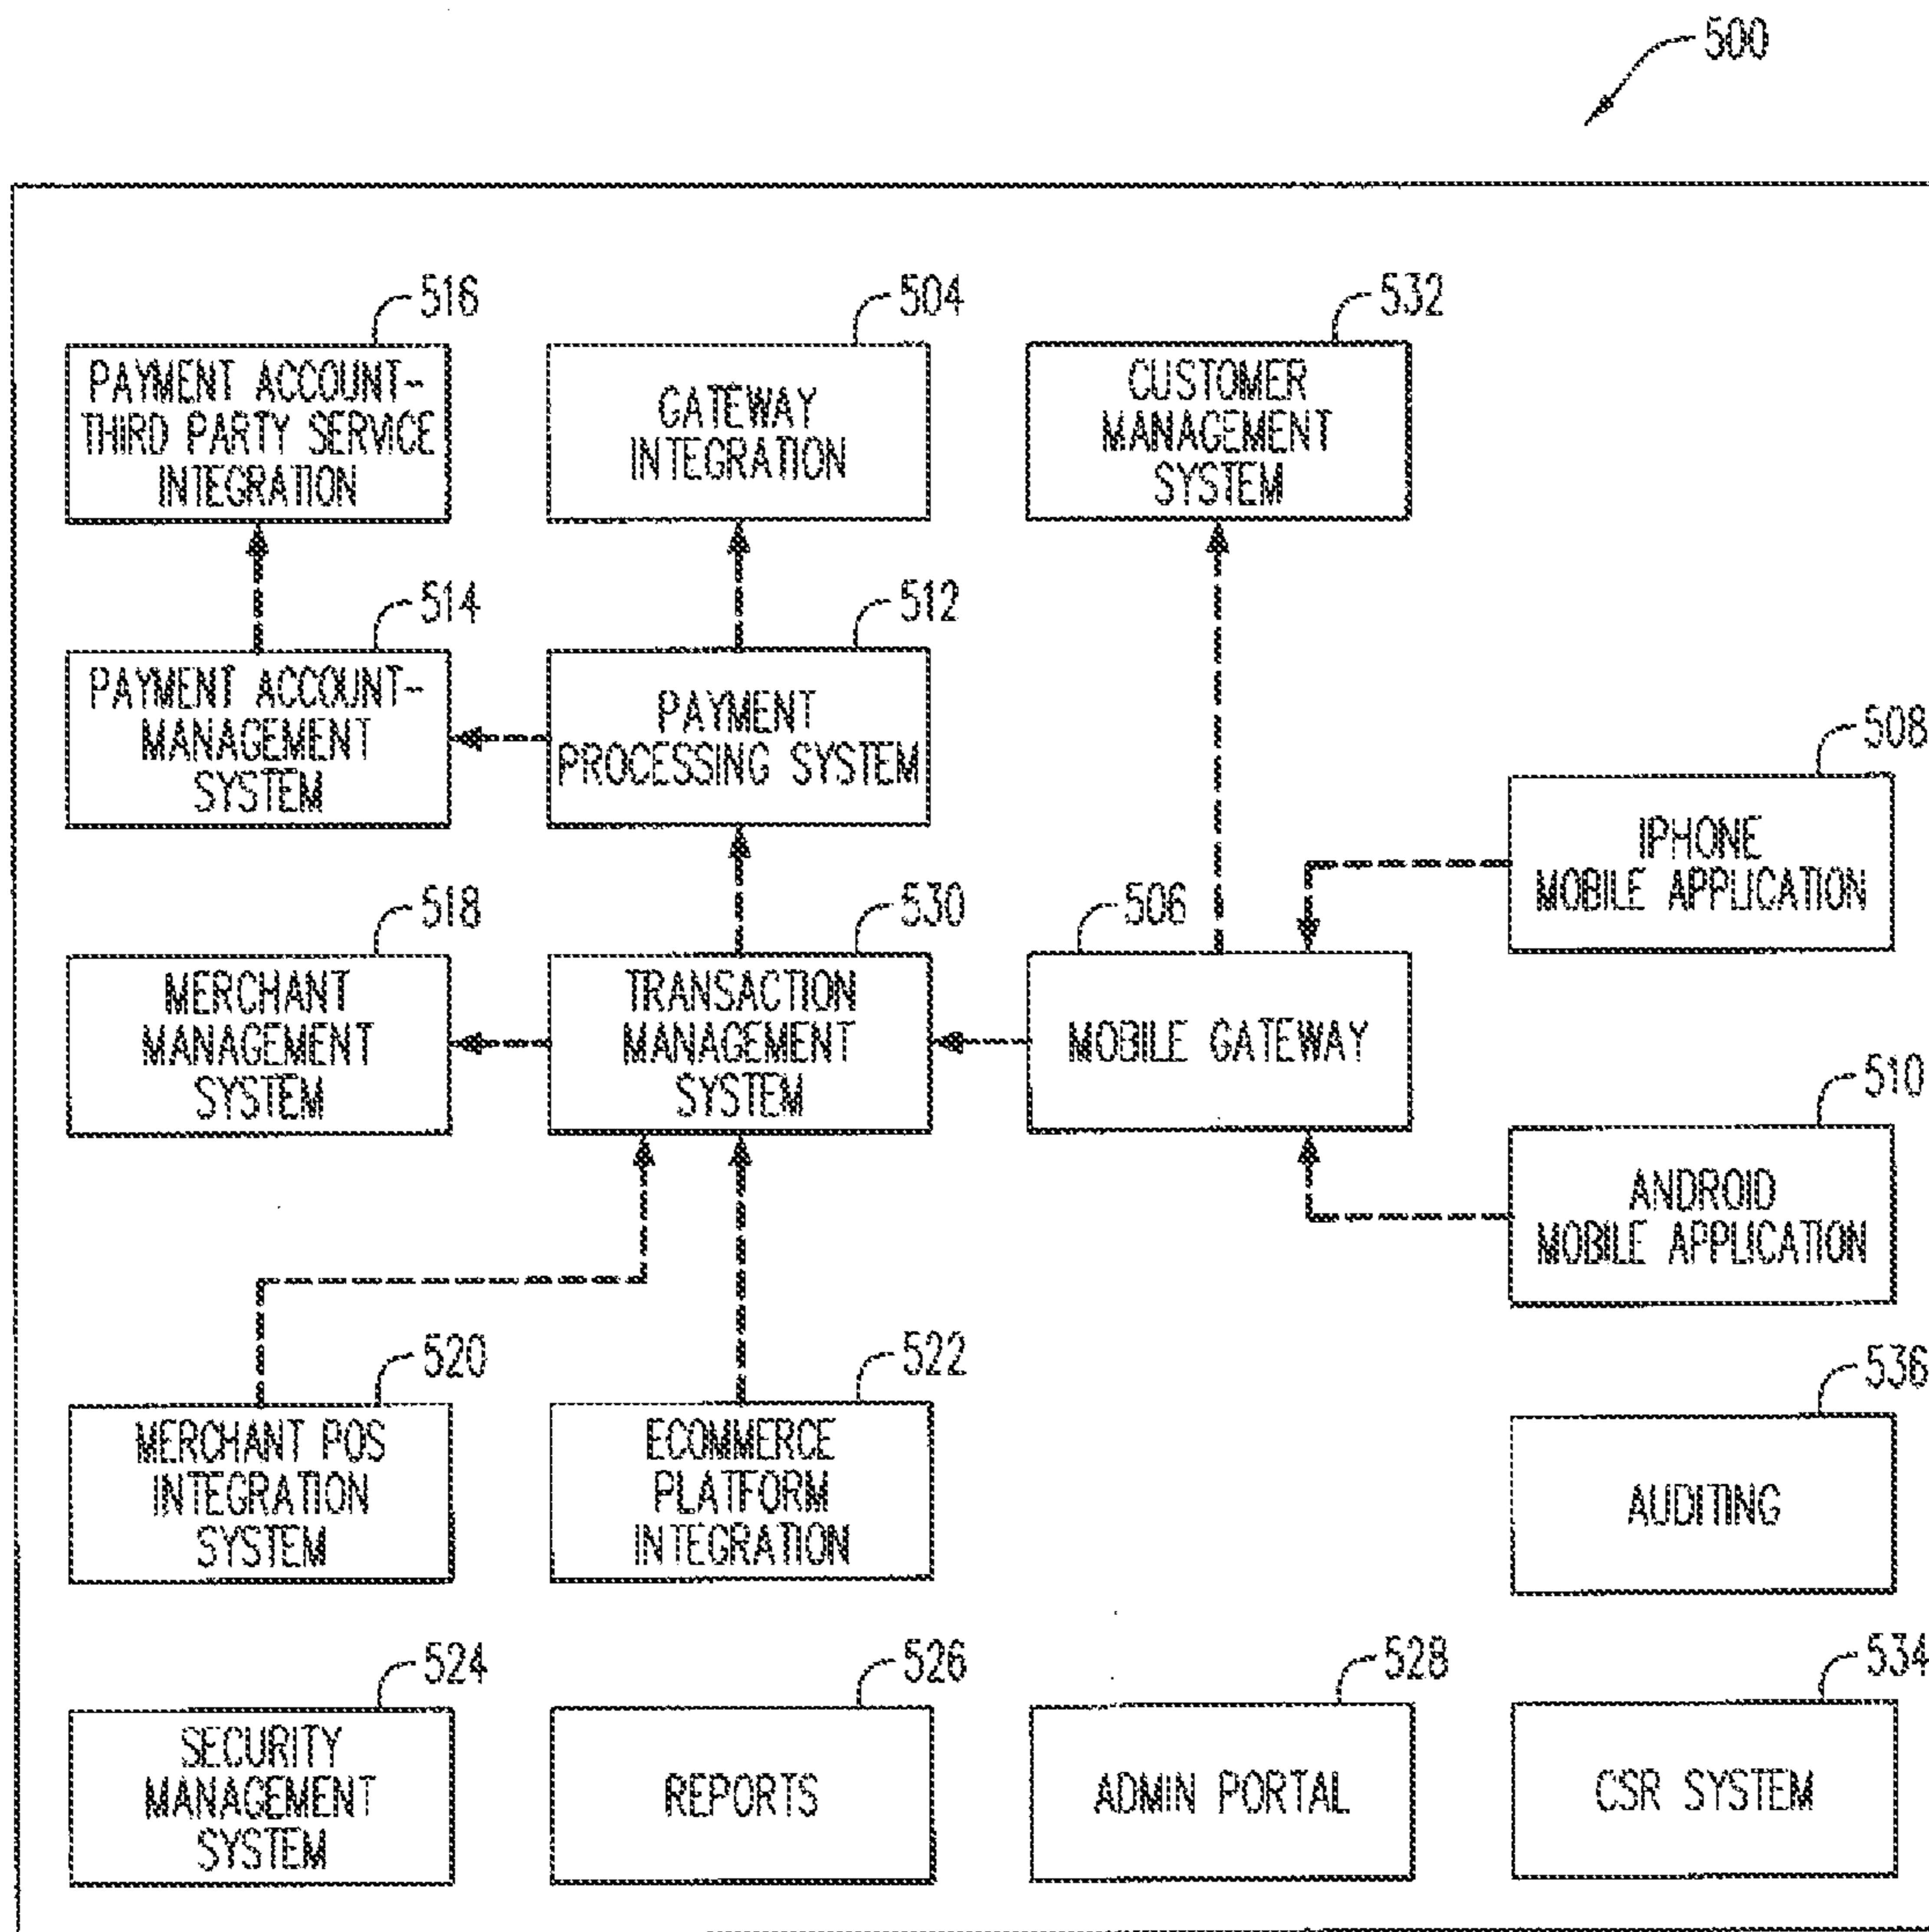 500
516
PAYMENT ACCOUNT-
THIRD PARTY SERVICE
INTEGRATION
504
GATEWAY
INTEGRATION
532
CUSTOMER
MANAGEMENT
SYSTEM
514
PAYMENT ACCOUNT-
MANAGEMENT
SYSTEM
512
PAYMENT
PROCESSING SYSTEM
508
IPHONE
MOBILE APPLICATION
518
MERCHANT
MANAGEMENT
SYSTEM
530
TRANSACTION
MANAGEMENT
SYSTEM
506
MOBILE GATEWAY
510
ANDROID
MOBILE APPLICATION
520
MERCHANT POS
INTEGRATION
SYSTEM
522
ECOMMERCE
PLATFORM
INTEGRATION
536
AUDITING
524
SECURITY
MANAGEMENT
SYSTEM
526
REPORTS
528
ADMIN PORTAL
534
CSR SYSTEM